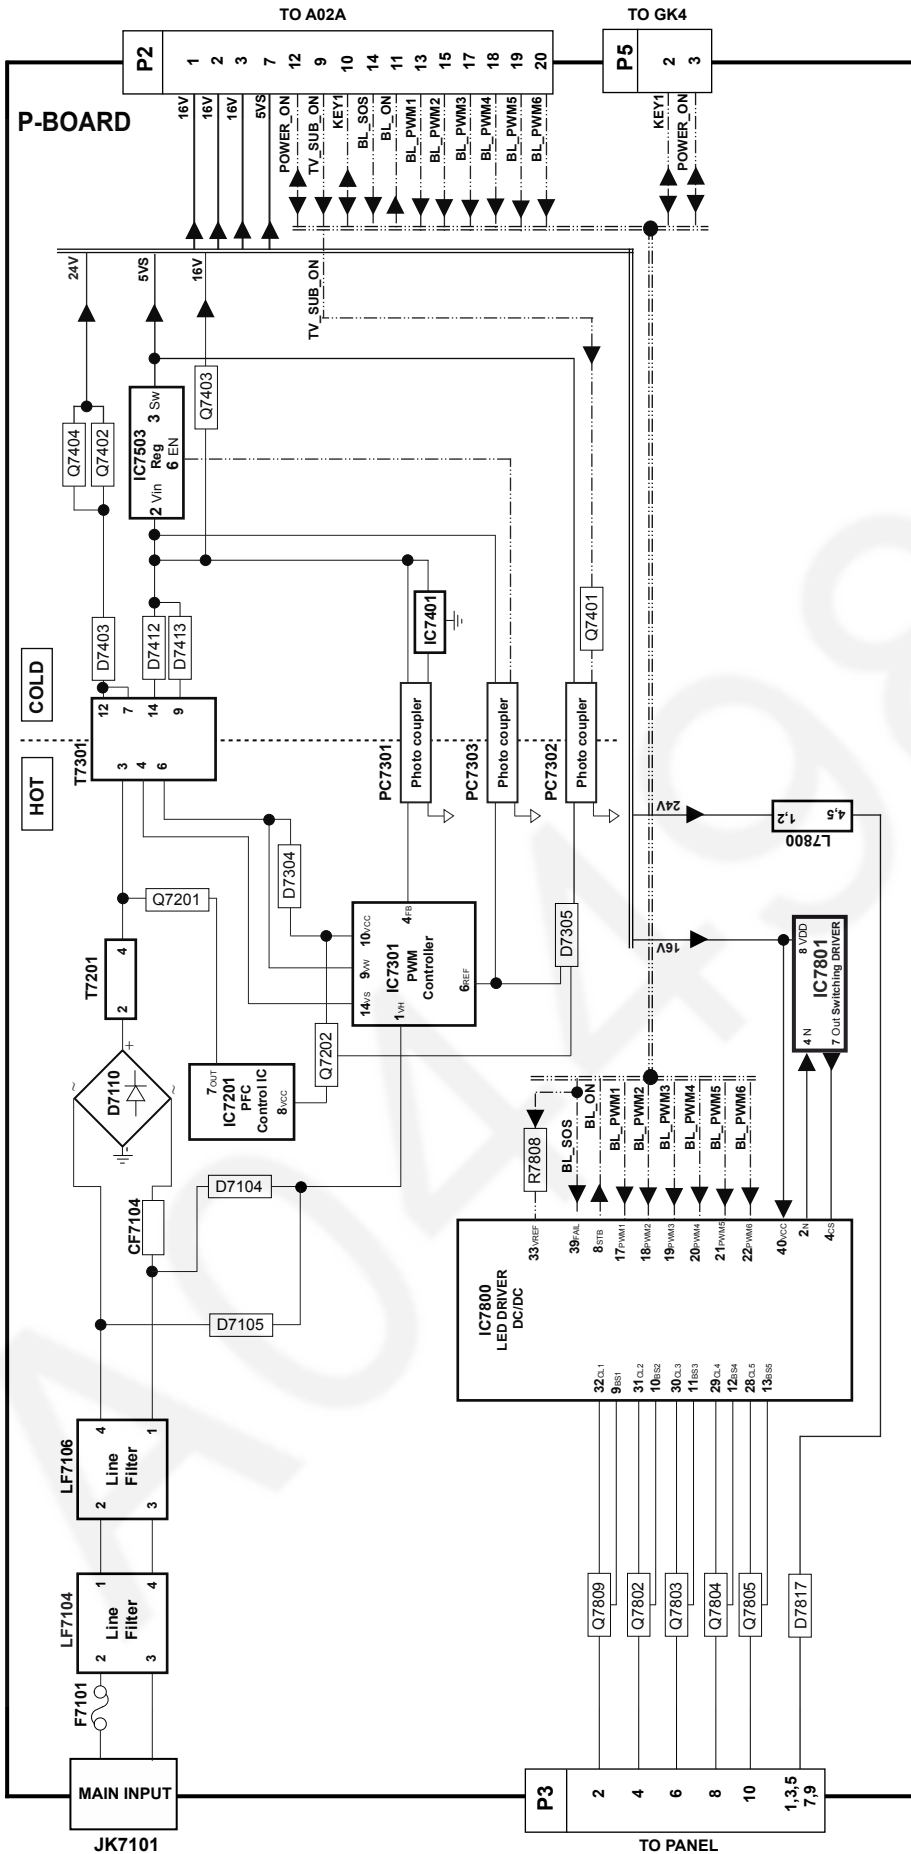 TO A02A
TO GK4
P2
1
2
3
7
12
9
10
14
11
13
15
17
18
19
20
P5
2
3
P-BOARD
16V
16V
16V
5VS
POWER_ON
TV_SUB_ON
KEY1
BL_SOS
BL_ON
BL_PWM1
BL_PWM2
BL_PWM3
BL_PWM4
BL_PWM5
BL_PWM6
KEY1
POWER_ON
24V
5VS
16V
TV_SUB_ON
Q7404
Q7402
IC7503
Reg
3 Sw
6 EN
2 Vin
Q7403
Q7401
IC7401
D7403
D7412
D7413
COLD
HOT
T7301
12
7
14
9
3
4
6
PC7301
Photo coupler
PC7303
Photo coupler
PC7302
Photo coupler
24V
1,2
4,5
L7800
D7304
Q7201
T7201
4
2
4FB
10VCC
9VW
14VS
1VH
6REF
IC7301
PWM
Controller
D7305
16V
8 VDD
IC7801
Out Switching DRIVER
4 N
7
Q7202
7OUT
IC7201
PFC
Control IC
8VCC
D7110
+
-
~
~
CF7104
D7104
D7105
R7808
BL_SOS
BL_ON
BL_PWM1
BL_PWM2
BL_PWM3
BL_PWM4
BL_PWM5
BL_PWM6
33VREF
39FAIL
8STB
17PWM1
18PWM2
19PWM3
20PWM4
21PWM5
22PWM6
40VCC
2N
4CS
IC7800
LED DRIVER
DC/DC
32CL1
9BS1
31CL2
10BS2
30CL3
11BS3
29CL4
12BS4
28CL5
13BS5
LF7106
Line
Filter
4
1
2
3
LF7104
Line
Filter
1
4
2
3
F7101
Q7809
Q7802
Q7803
Q7804
Q7805
D7817
MAIN INPUT
JK7101
P3
2
4
6
8
10
1,3,5
7,9
TO PANEL